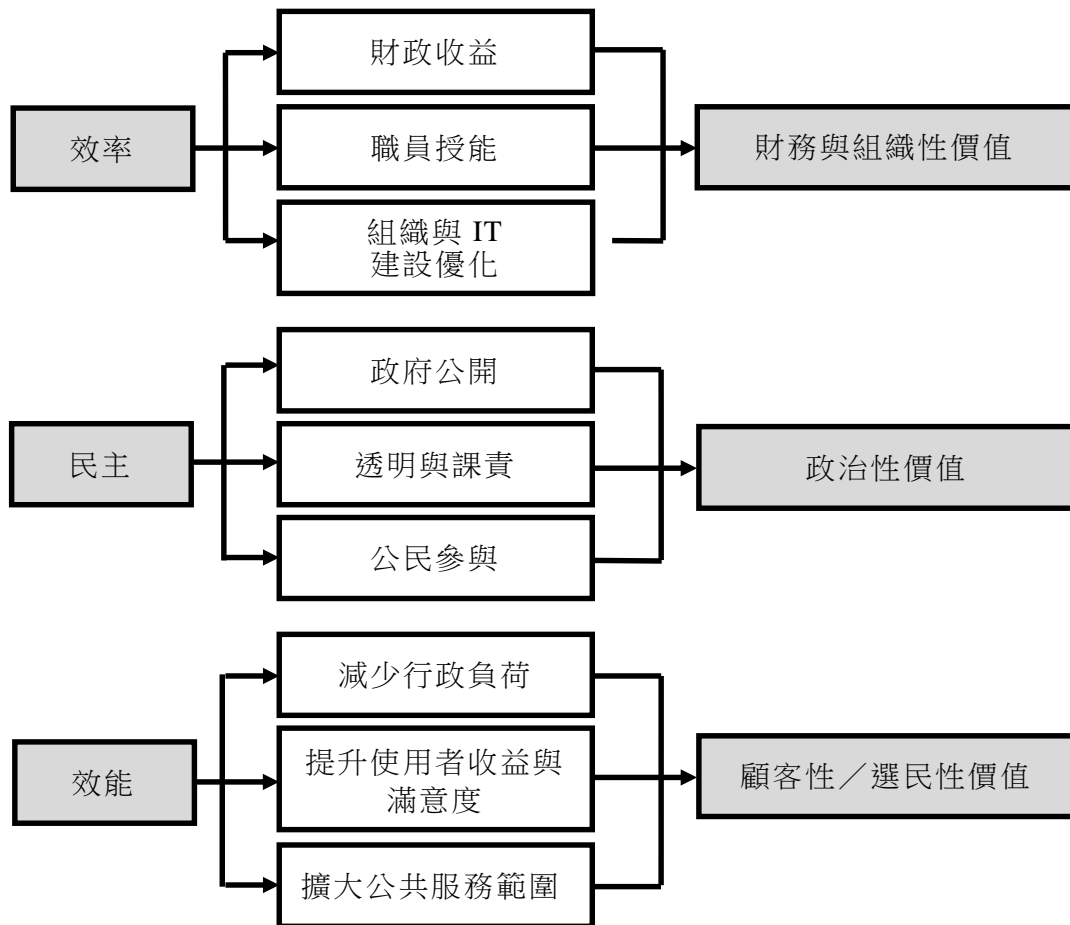 財政收益
效率
職員授能
財務與組織性價值
組織與 IT
建設優化
政府公開
民主
透明與課責
政治性價值
公民參與
減少行政負荷
效能
提升使用者收益與
滿意度
顧客性／選民性價值
擴大公共服務範圍